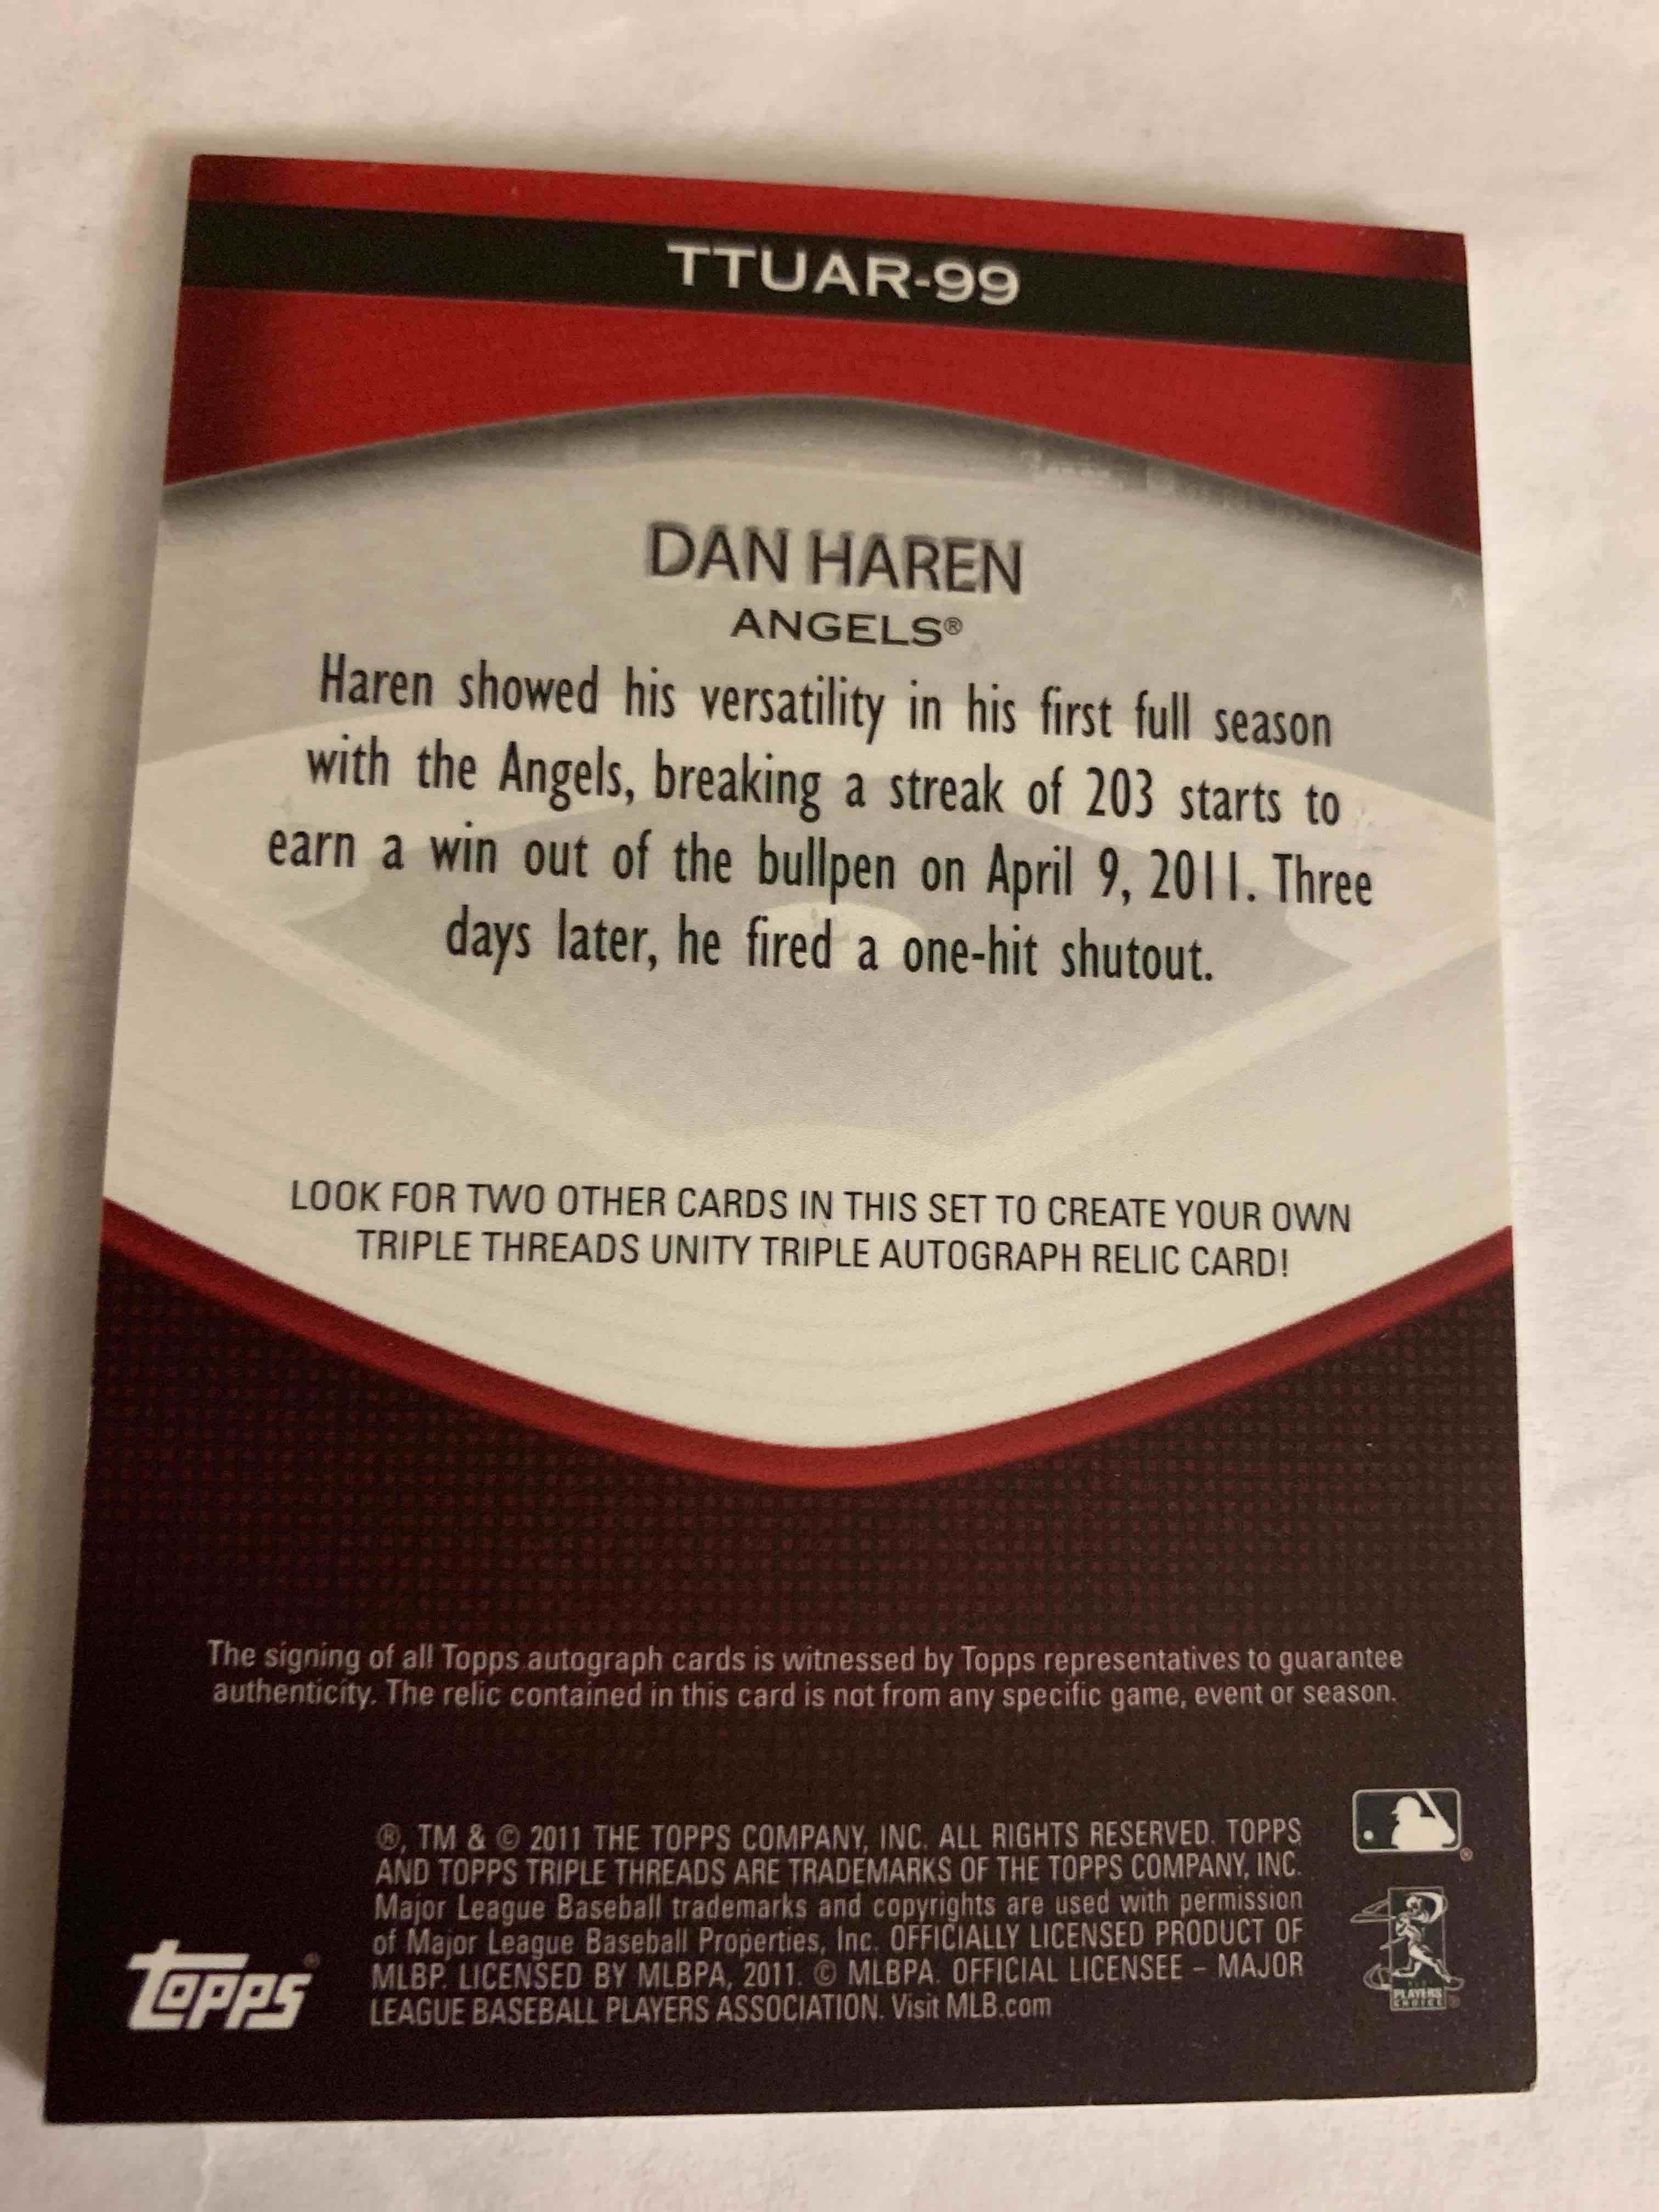 TTUAR-99
DAN HAREN
ANGELS®
Haren showed his versatility in his first full season
with the Angels, breaking a streak of 203 starts to
earn a win out of the bullpen on April 9, 2011. Three
days later, he fired a one-hit shutout.
LOOK FOR TWO OTHER CARDS IN THIS SET TO CREATE YOUR OWN
TRIPLE THREADS UNITY TRIPLE AUTOGRAPH RELIC CARD!
The signing of all Topps autograph cards is witnessed by Topps representatives to guarantee
authenticity. The relic contained in this card is not from any specific game, event or season.
®, TM & © 2011 THE TOPPS COMPANY, INC. ALL RIGHTS RESERVED. TOPPS
AND TOPPS TRIPLE THREADS ARE TRADEMARKS OF THE TOPPS COMPANY, INC.
Major League Baseball trademarks and copyrights are used with permission
of Major League Baseball Properties, Inc. OFFICIALLY LICENSED PRODUCT OF
MLBP. LICENSED BY MLBPA, 2011. © MLBPA. OFFICIAL LICENSEE – MAJOR
LEAGUE BASEBALL PLAYERS ASSOCIATION. Visit MLB.com
topps®
®
PLAYERS
CHOICE®